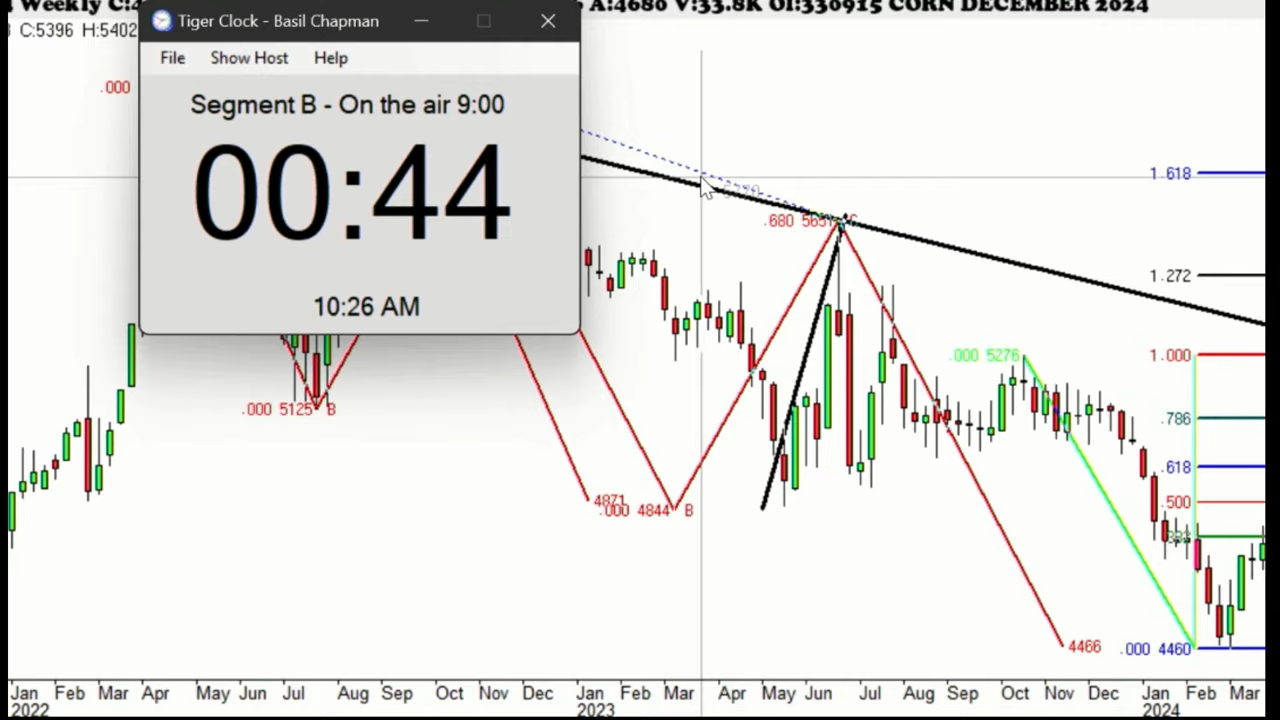 Weekly C:4
A:4680 V:33.8K OI:330915 CORN DECEMBER 2024
C:5396 H:5402
Tiger Clock - Basil Chapman
File Show Host Help
Segment B - On the air 9:00
00:44
10:26 AM
.000
1.618
.680 5651 C
1.272
.000 5276
1.000
.000 5125 B
.786
.618
4871
.500
.000 4844 B
4466
.000 4460
Jan Feb Mar Apr May Jun Jul Aug Sep Oct Nov Dec Jan Feb Mar Apr May Jun Jul Aug Sep Oct Nov Dec Jan Feb Mar
2022 2023 2024